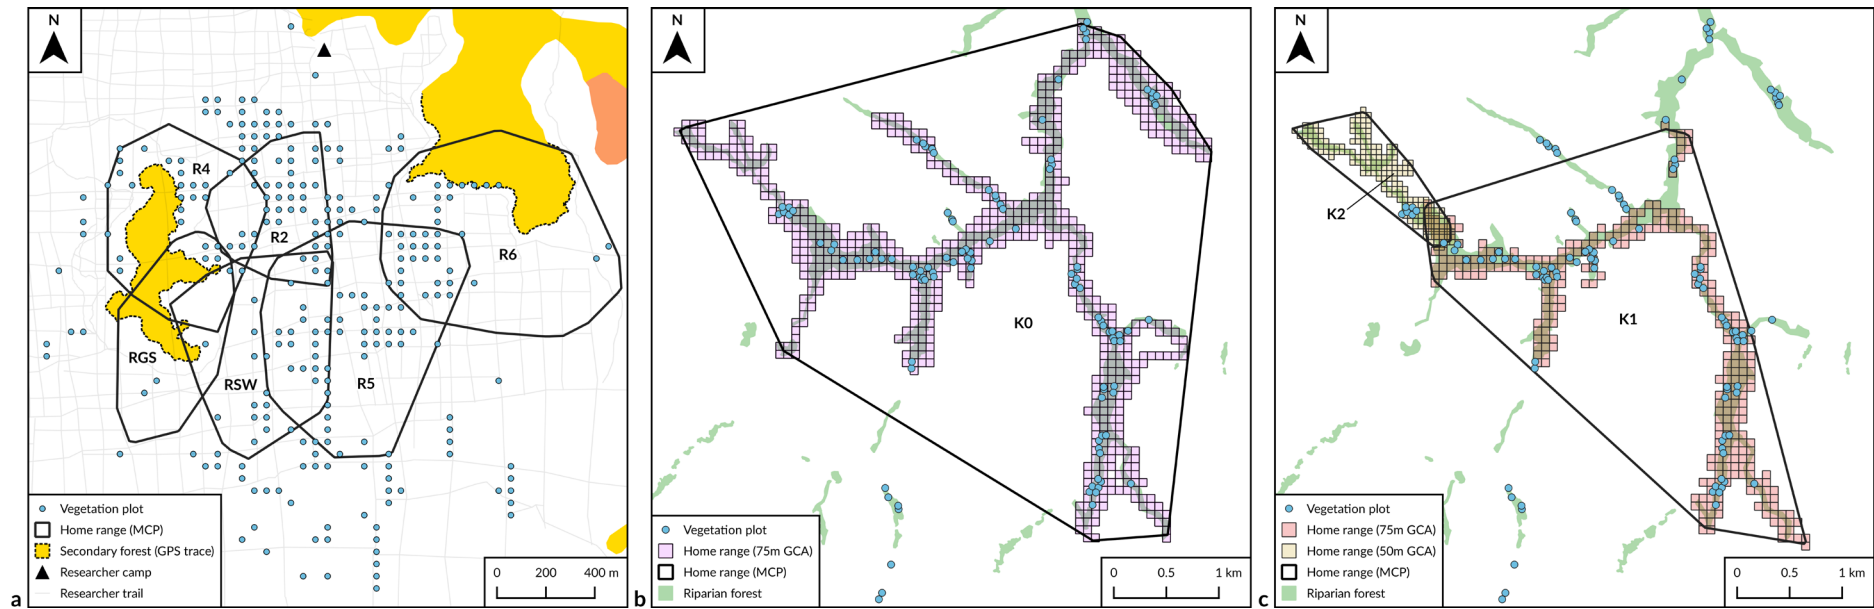 N
R4
R2
R6
RGS
RSW
R5
Vegetation plot
Home range (MCP)
Secondary forest (GPS trace)
Researcher camp
Researcher trail
0 200 400 m
a
N
K0
Vegetation plot
Home range (75m GCA)
Home range (MCP)
Riparian forest
0 0.5 1 km
b
N
K2
K1
Vegetation plot
Home range (75m GCA)
Home range (50m GCA)
Home range (MCP)
Riparian forest
0 0.5 1 km
c